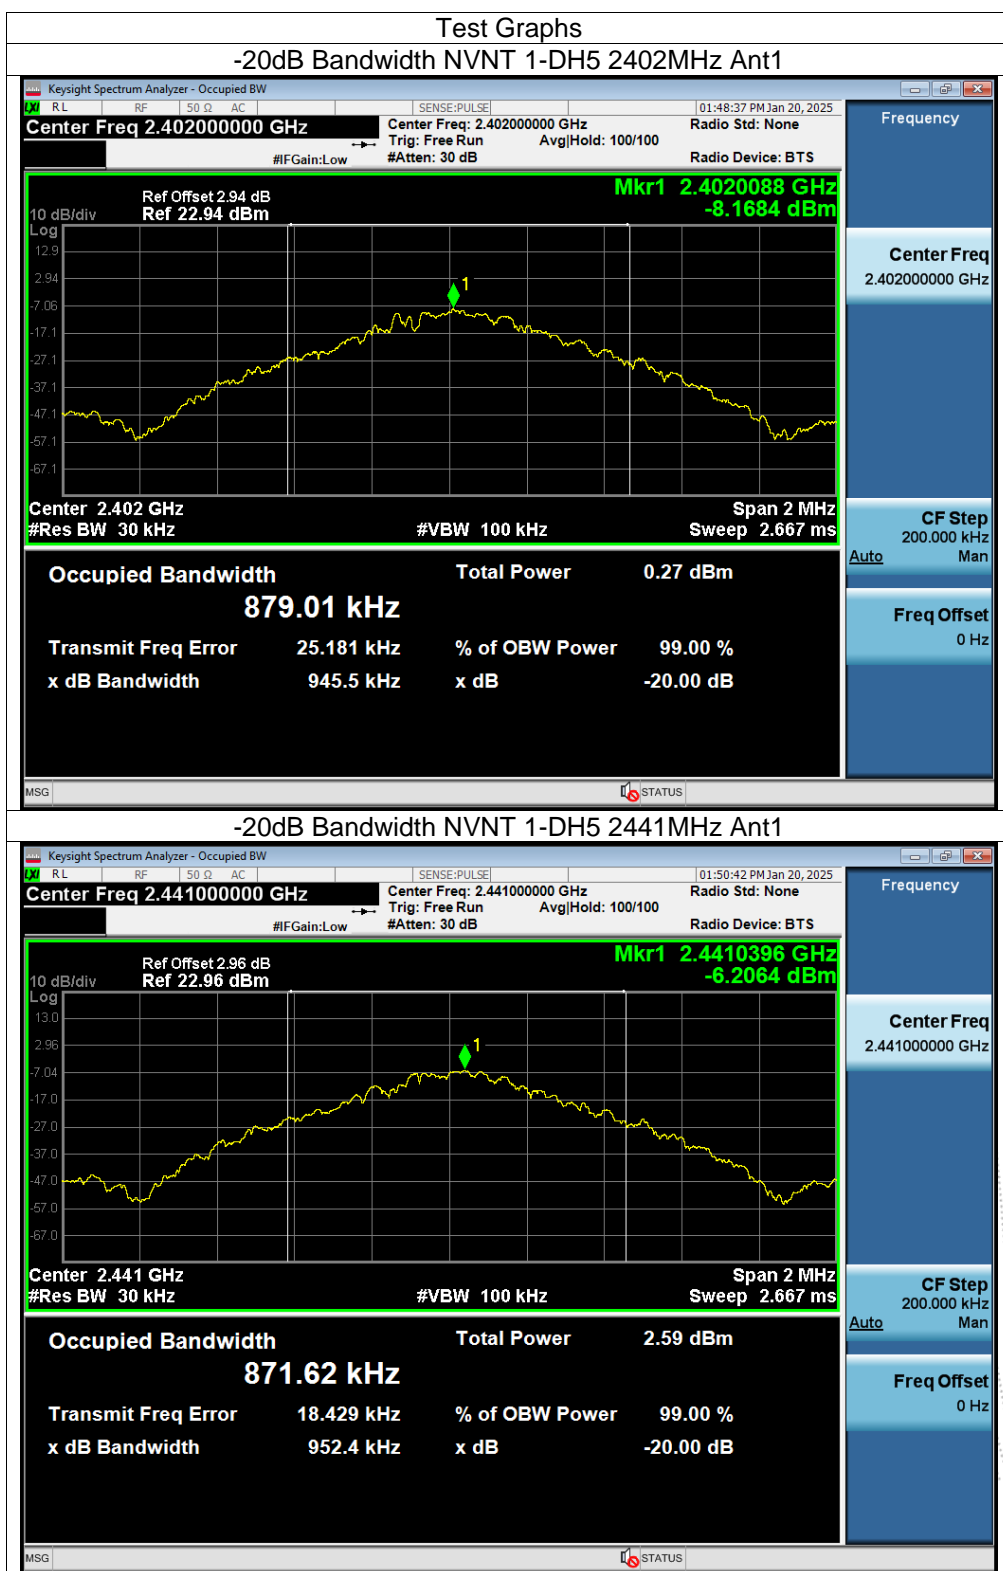 Test Graphs
-20dB Bandwidth NVNT 1-DH5 2402MHz Ant1
Keysight Spectrum Analyzer - Occupied BW
LXI RL RF 50 Ω AC SENSE:PULSE 01:48:37 PM Jan 20, 2025
Center Freq 2.402000000 GHz
Center Freq: 2.402000000 GHz
Radio Std: None
Trig: Free Run Avg|Hold: 100/100
#IFGain:Low #Atten: 30 dB Radio Device: BTS
Frequency
Mkr1 2.4020088 GHz
-8.1684 dBm
Ref Offset 2.94 dB
10 dB/div Ref 22.94 dBm
Log
12.9
2.94
-7.06
-17.1
-27.1
-37.1
-47.1
-57.1
-67.1
1
Center Freq
2.402000000 GHz
Center 2.402 GHz Span 2 MHz
#Res BW 30 kHz #VBW 100 kHz Sweep 2.667 ms
CF Step
200.000 kHz
Auto Man
Occupied Bandwidth Total Power 0.27 dBm
879.01 kHz
Freq Offset
0 Hz
Transmit Freq Error 25.181 kHz % of OBW Power 99.00 %
x dB Bandwidth 945.5 kHz x dB -20.00 dB
MSG STATUS
-20dB Bandwidth NVNT 1-DH5 2441MHz Ant1
Keysight Spectrum Analyzer - Occupied BW
LXI RL RF 50 Ω AC SENSE:PULSE 01:50:42 PM Jan 20, 2025
Center Freq 2.441000000 GHz
Center Freq: 2.441000000 GHz
Radio Std: None
Trig: Free Run Avg|Hold: 100/100
#IFGain:Low #Atten: 30 dB Radio Device: BTS
Frequency
Mkr1 2.4410396 GHz
-6.2064 dBm
Ref Offset 2.96 dB
10 dB/div Ref 22.96 dBm
Log
13.0
2.96
-7.04
-17.0
-27.0
-37.0
-47.0
-57.0
-67.0
1
Center Freq
2.441000000 GHz
Center 2.441 GHz Span 2 MHz
#Res BW 30 kHz #VBW 100 kHz Sweep 2.667 ms
CF Step
200.000 kHz
Auto Man
Occupied Bandwidth Total Power 2.59 dBm
871.62 kHz
Freq Offset
0 Hz
Transmit Freq Error 18.429 kHz % of OBW Power 99.00 %
x dB Bandwidth 952.4 kHz x dB -20.00 dB
MSG STATUS